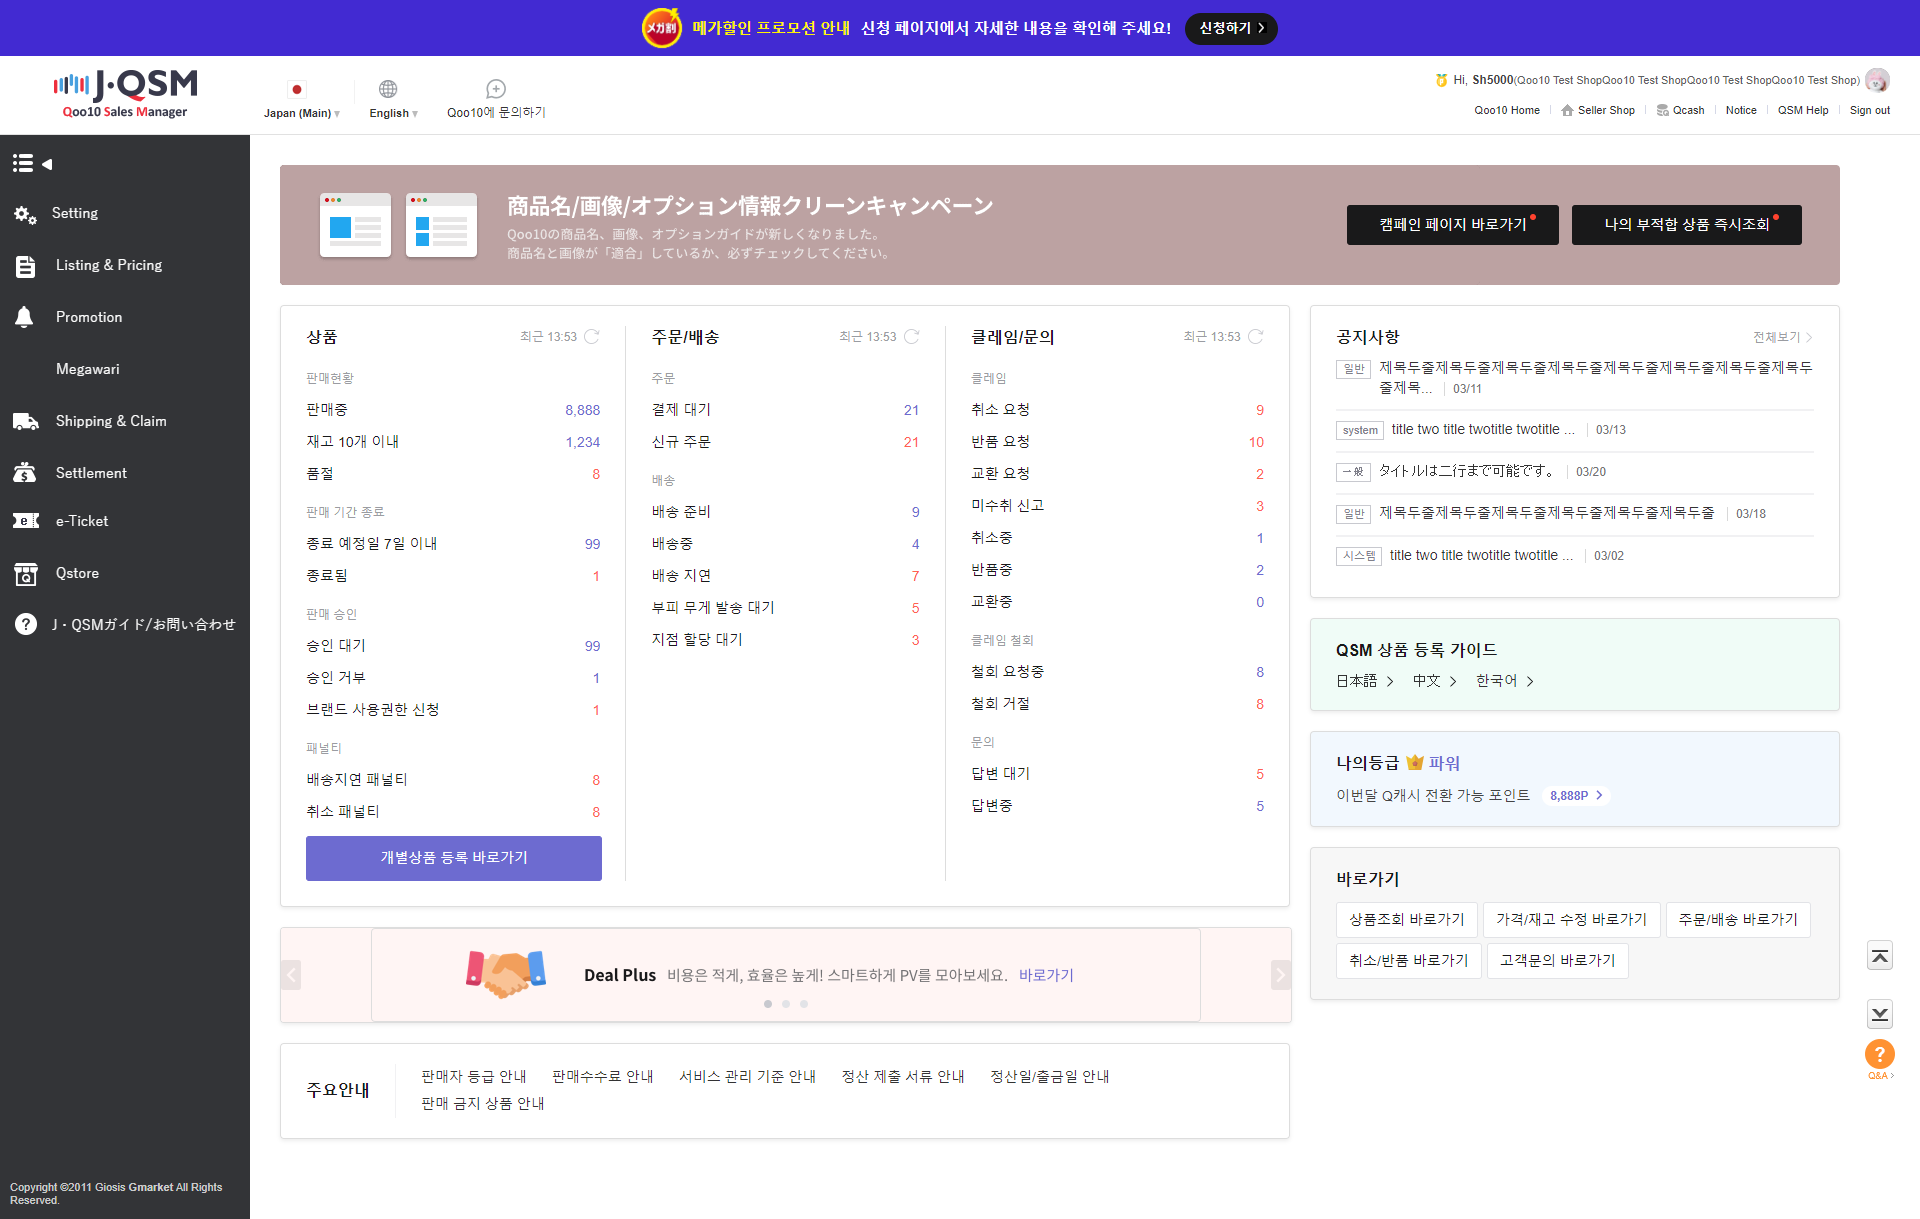 メガ割 메가할인 프로모션 안내 신청 페이지에서 자세한 내용을 확인해 주세요! 신청하기
J·QSM
Qoo10 Sales Manager
Japan (Main)
English
Qoo10에 문의하기
Hi, Sh5000(Qoo10 Test ShopQoo10 Test ShopQoo10 Test ShopQoo10 Test Shop)
Qoo10 Home
Seller Shop
Qcash
Notice
QSM Help
Sign out
Setting
Listing & Pricing
Promotion
Megawari
Shipping & Claim
Settlement
e-Ticket
Qstore
J・QSMガイド/お問い合わせ
Copyright ©2011 Giosis Gmarket All Rights
Reserved.
商品名/画像/オプション情報クリーンキャンペーン
Qoo10の商品名、画像、オプションガイドが新しくなりました。
商品名と画像が「適合」しているか、必ずチェックしてください。
캠페인 페이지 바로가기
나의 부적합 상품 즉시조회
상품 최근 13:53
판매현황
판매중 8,888
재고 10개 이내 1,234
품절 8
판매 기간 종료
종료 예정일 7일 이내 99
종료됨 1
판매 승인
승인 대기 99
승인 거부 1
브랜드 사용권한 신청 1
패널티
배송지연 패널티 8
취소 패널티 8
개별상품 등록 바로가기
주문/배송 최근 13:53
주문
결제 대기 21
신규 주문 21
배송
배송 준비 9
배송중 4
배송 지연 7
부피 무게 발송 대기 5
지점 할당 대기 3
클레임/문의 최근 13:53
클레임
취소 요청 9
반품 요청 10
교환 요청 2
미수취 신고 3
취소중 1
반품중 2
교환중 0
클레임 철회
철회 요청중 8
철회 거절 8
문의
답변 대기 5
답변중 5
공지사항 전체보기
일반 제목두줄제목두줄제목두줄제목두줄제목두줄제목두줄제목두줄제목두
줄제목... 03/11
system title two title twotitle twotitle ... 03/13
一般 タイトルは二行まで可能です。 03/20
일반 제목두줄제목두줄제목두줄제목두줄제목두줄제목두줄 03/18
시스템 title two title twotitle twotitle ... 03/02
QSM 상품 등록 가이드
日本語 中文 한국어
나의등급 파워
이번달 Q캐시 전환 가능 포인트 8,888P
바로가기
상품조회 바로가기 가격/재고 수정 바로가기 주문/배송 바로가기
취소/반품 바로가기 고객문의 바로가기
Deal Plus 비용은 적게, 효율은 높게! 스마트하게 PV를 모아보세요. 바로가기
주요안내
판매자 등급 안내 판매수수료 안내 서비스 관리 기준 안내 정산 제출 서류 안내 정산일/출금일 안내
판매 금지 상품 안내
?
Q&A